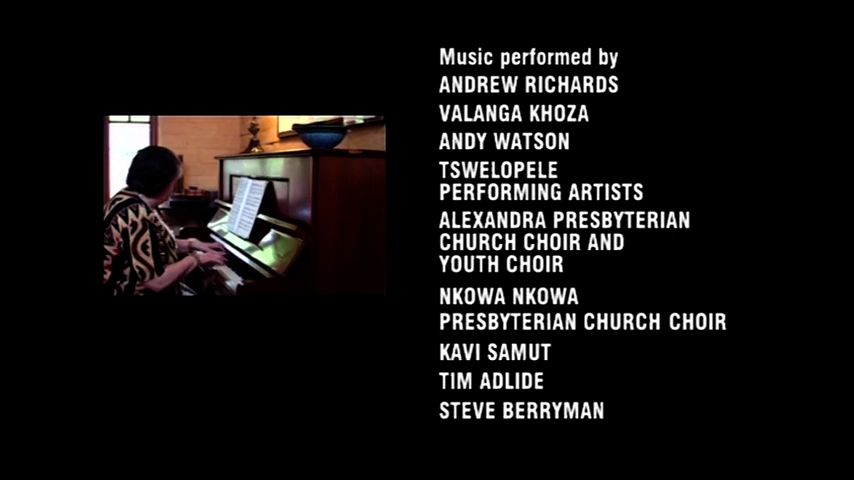 Music performed by
ANDREW RICHARDS
VALANGA KHOZA
ANDY WATSON
TSWELOPELE
PERFORMING ARTISTS
ALEXANDRA PRESBYTERIAN
CHURCH CHOIR AND
YOUTH CHOIR
NKOWA NKOWA
PRESBYTERIAN CHURCH CHOIR
KAVI SAMUT
TIM ADLIDE
STEVE BERRYMAN